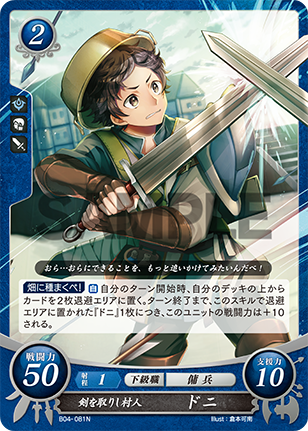 2
SAMPLE
おら…おらにできることを、もっと追いかけてみたいんだべ！
畑に種まくべ! 自 自分のターン開始時、自分のデッキの上から
カードを2枚退避エリアに置く。ターン終了まで、このスキルで退避
エリアに置かれた『ドニ』1枚につき、このユニットの戦闘力は+10
される。
戦闘力
50
射程 1 下級職 傭兵
支援力
10
剣を取りし村人 ドニ
B04-081N
Illust：倉本可南